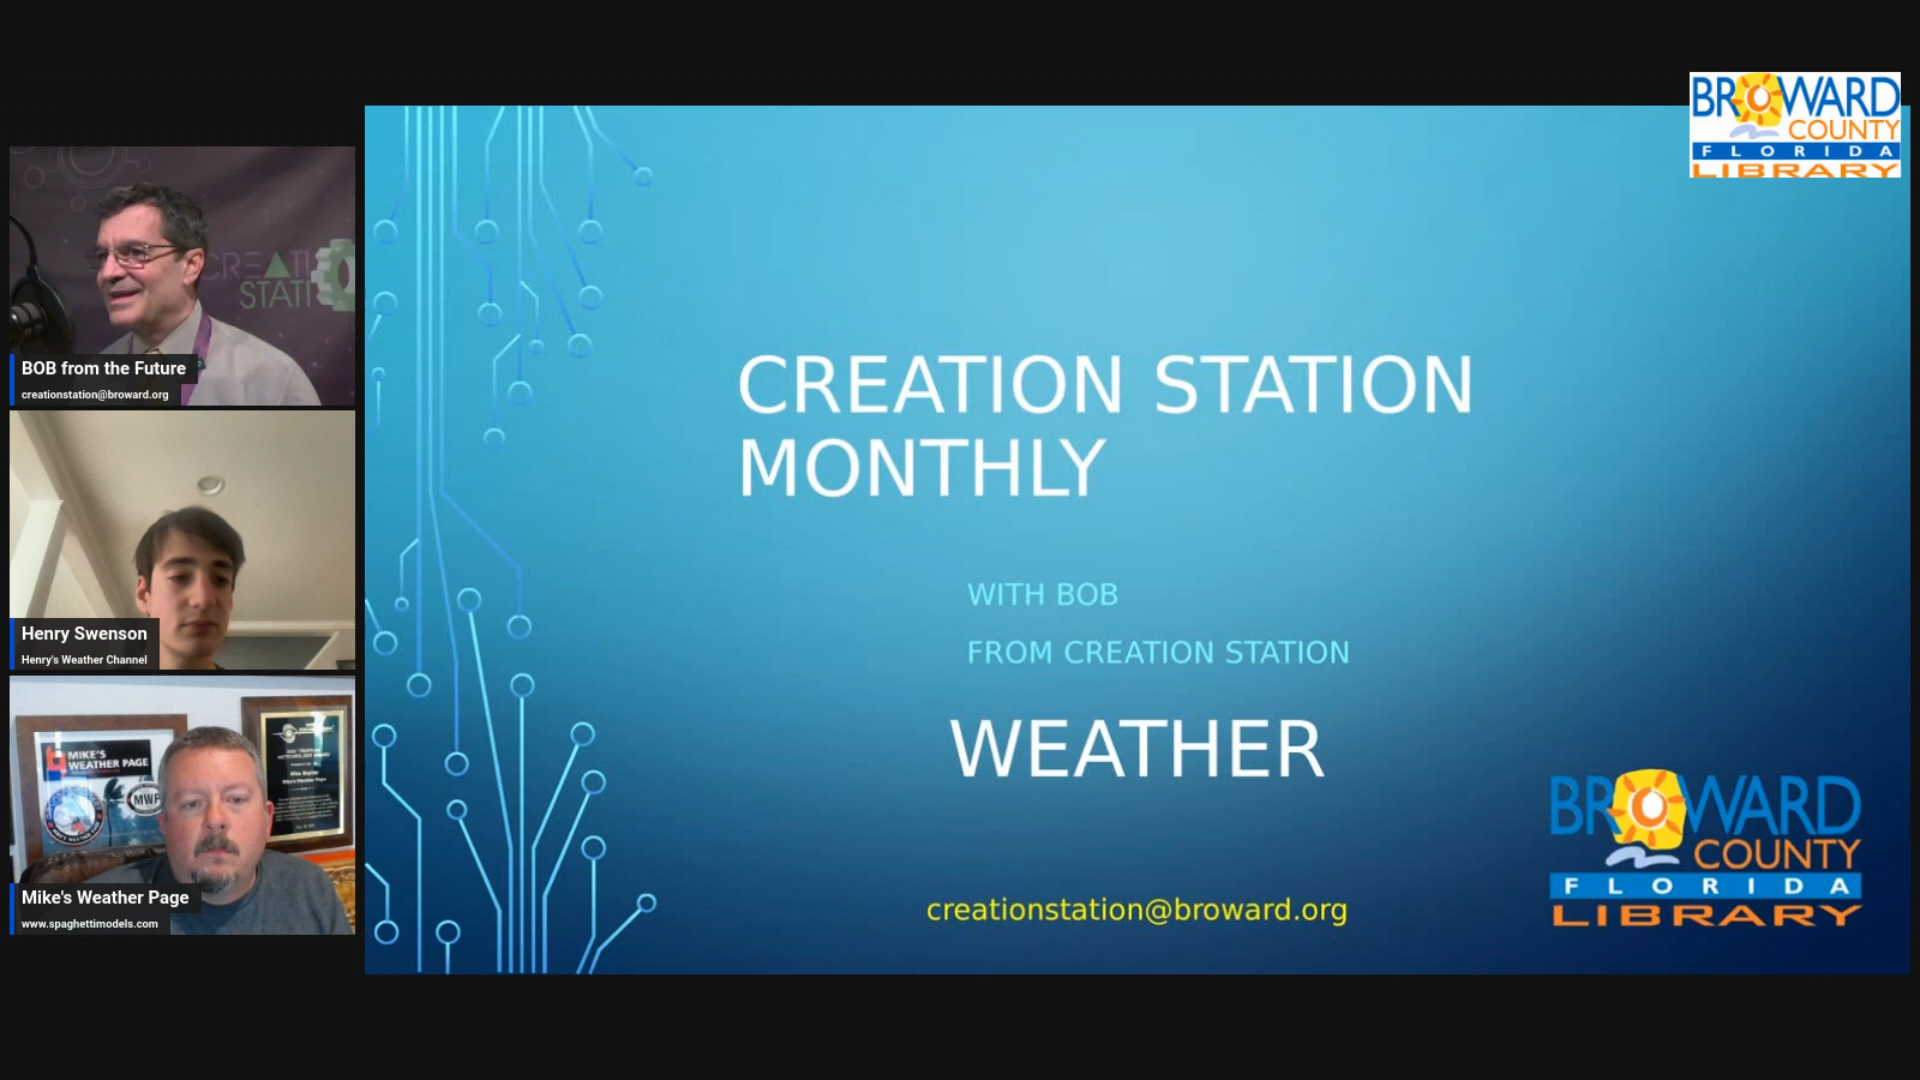 BROWARD
COUNTY
FLORIDA
LIBRARY
CREATI
STATI
BOB from the Future
creationstation@broward.org
Henry Swenson
Henry's Weather Channel
MIKE'S
WEATHER PAGE
MWP
Mike's Weather Page
www.spaghettimodels.com
CREATION STATION
MONTHLY
WITH BOB
FROM CREATION STATION
WEATHER
creationstation@broward.org
BROWARD
COUNTY
FLORIDA
LIBRARY